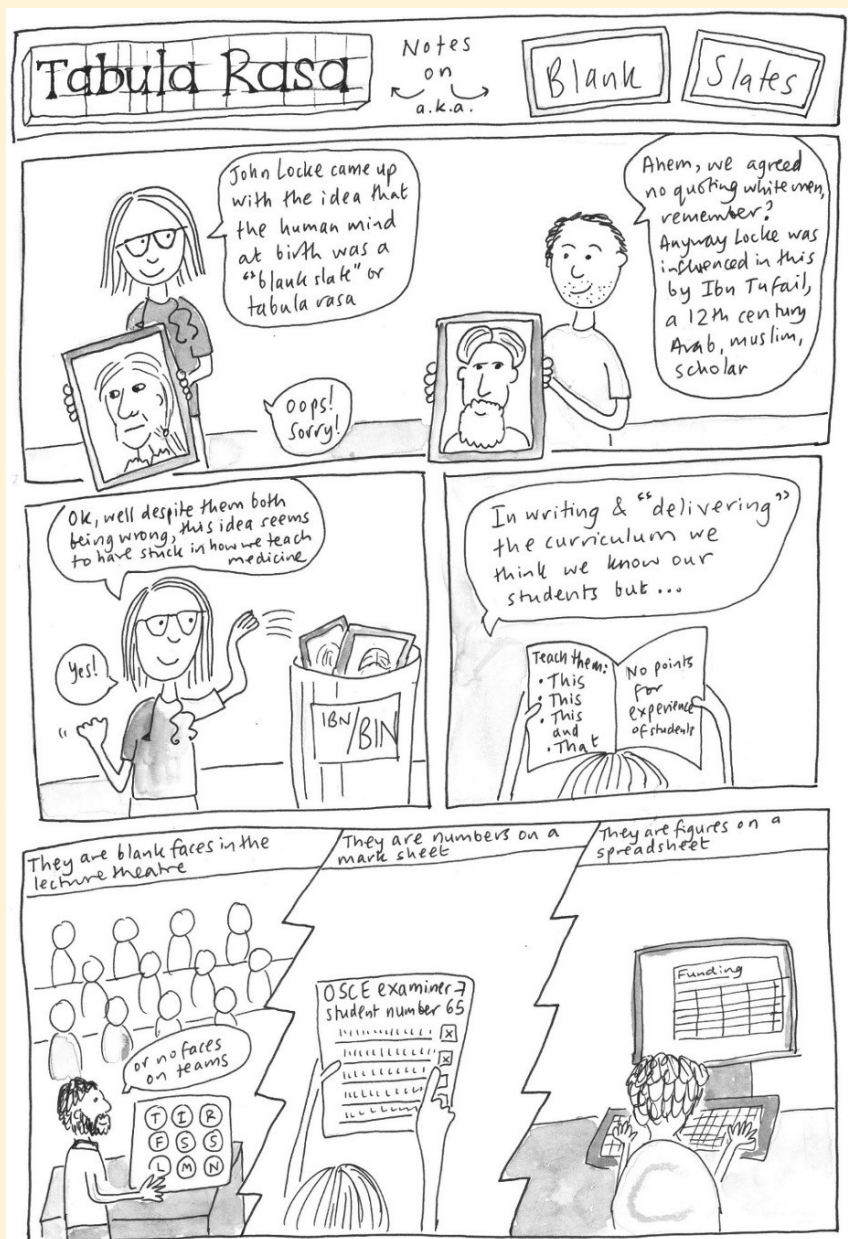 Tabula Rasa
Notes
on
a.k.a.
Blank
Slates
John Locke came up
with the idea that
the human mind
at birth was a
"blank slate" or
tabula rasa
Oops!
Sorry!
Ahem, we agreed
no quoting white men,
remember?
Anyway Locke was
influenced in this
by Ibn Tufail,
a 12th century
Arab, muslim,
scholar
OK, well despite them both
being wrong, this idea seems
to have stuck in how we teach
medicine
Yes!
IBN/BIN
In writing & "delivering"
the curriculum we
think we know our
students but ...
Teach them:
• This
• This
• This
and
• That
No points
for
experience
of students
They are blank faces in the
lecture theatre
or no faces
on teams
T I R
F S S
L M N
They are numbers on a
mark sheet
OSCE examiner 7
student number 65
They are figures on a
spreadsheet
Funding